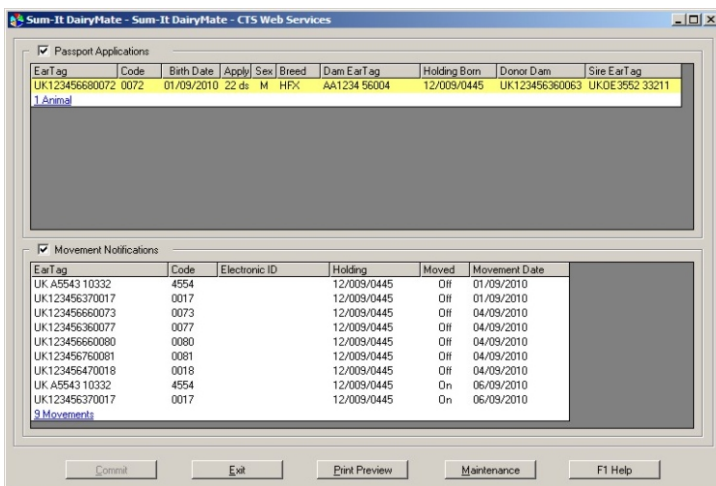 Sum-It DairyMate - Sum-It DairyMate - CTS Web Services
Passport Applications
EarTag Code Birth Date Apply Sex Breed Dam EarTag Holding Born Donor Dam Sire EarTag
UK123456680072 0072 01/09/2010 22 ds M HFX AA1234 56004 12/009/0445 UK123456360063 UKOE3552 33211
1 Animal
Movement Notifications
EarTag Code Electronic ID Holding Moved Movement Date
UK A5543 10332 4554 12/009/0445 Off 01/09/2010
UK123456370017 0017 12/009/0445 Off 01/09/2010
UK123456660073 0073 12/009/0445 Off 04/09/2010
UK123456360077 0077 12/009/0445 Off 04/09/2010
UK123456660080 0080 12/009/0445 Off 04/09/2010
UK123456760081 0081 12/009/0445 Off 04/09/2010
UK123456470018 0018 12/009/0445 Off 04/09/2010
UK A5543 10332 4554 12/009/0445 On 06/09/2010
UK123456370017 0017 12/009/0445 On 06/09/2010
9 Movements
Commit Exit Print Preview Maintenance F1 Help